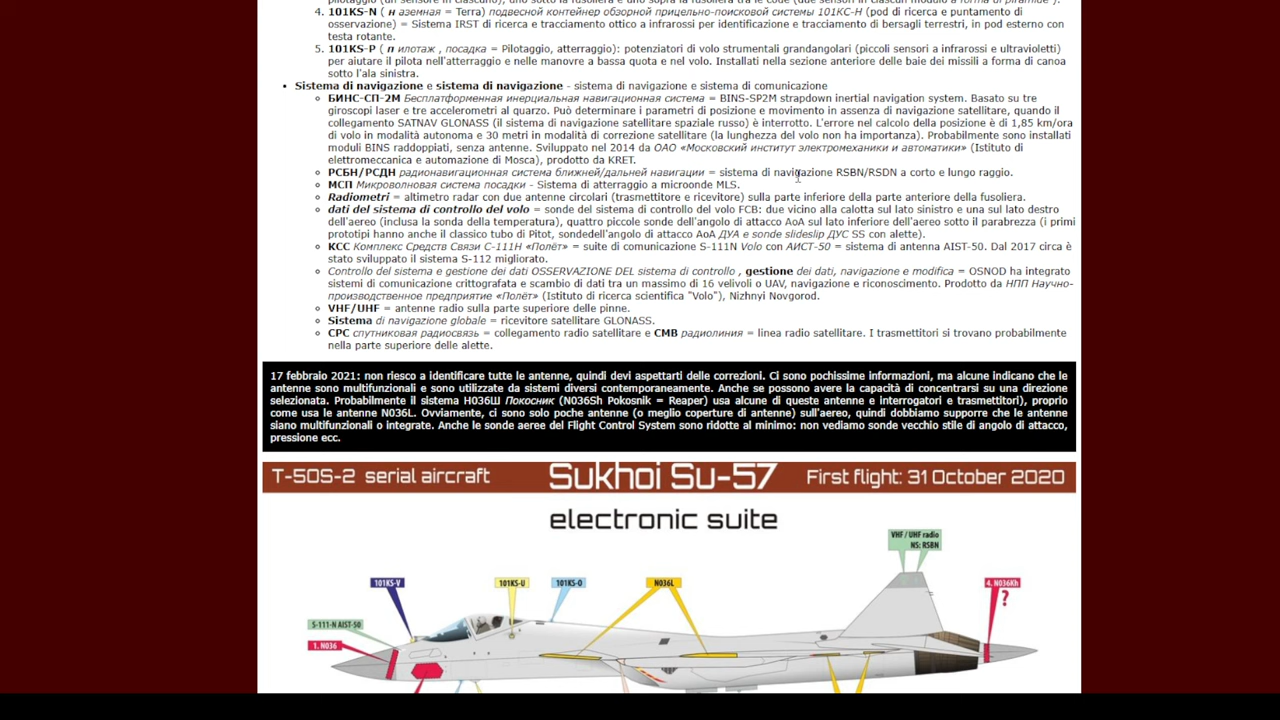 4. 101KS-N ( н аземная = Terra) подвесной контейнер обзорной прицельно-поисковой системы 101КС-Н (pod di ricerca e puntamento di
osservazione) = Sistema IRST di ricerca e tracciamento ottico a infrarossi per identificazione e tracciamento di bersagli terrestri, in pod esterno con
testa rotante.
5. 101KS-P ( п илотаж , посадка = Pilotaggio, atterraggio): potenziatori di volo strumentali grandangolari (piccoli sensori a infrarossi e ultravioletti)
per aiutare il pilota nell'atterraggio e nelle manovre a bassa quota e nel volo. Installati nella sezione anteriore delle baie dei missili a forma di canoa
sotto l'ala sinistra.
• Sistema di navigazione e sistema di navigazione - sistema di navigazione e sistema di comunicazione
БИНС-СП-2М Бесплатформенная инерциальная навигационная система = BINS-SP2M strapdown inertial navigation system. Basato su tre
giroscopi laser e tre accelerometri al quarzo. Può determinare i parametri di posizione e movimento in assenza di navigazione satellitare, quando il
collegamento SATNAV GLONASS (il sistema di navigazione satellitare spaziale russo) è interrotto. L'errore nel calcolo della posizione è di 1,85 km/ora
di volo in modalità autonoma e 30 metri in modalità di correzione satellitare (la lunghezza del volo non ha importanza). Probabilmente sono installati
moduli BINS raddoppiati, senza antenne. Sviluppato nel 2014 da ОАО «Московский институт электромеханики и автоматики» (Istituto di
elettromeccanica e automazione di Mosca), prodotto da KRET.
РСБН/РСДН радионавигационная система ближней/дальней навигации = sistema di navigazione RSBN/RSDN a corto e lungo raggio.
МСП Микроволновая система посадки - Sistema di atterraggio a microonde MLS.
Radiometri = altimetro radar con due antenne circolari (trasmettitore e ricevitore) sulla parte inferiore della parte anteriore della fusoliera.
dati del sistema di controllo del volo = sonde del sistema di controllo del volo FCB: due vicino alla calotta sul lato sinistro e una sul lato destro
dell'aereo (inclusa la sonda della temperatura), quattro piccole sonde dell'angolo di attacco AoA sul lato inferiore dell'aereo sotto il parabrezza (i primi
prototipi hanno anche il classico tubo di Pitot, sondedell'angolo di attacco AoA ДУА e sonde slideslip ДУС SS con alette).
КСС Комплекс Средств Связи С-111Н «Полёт» = suite di comunicazione S-111N Volo con АИСТ-50 = sistema di antenna AIST-50. Dal 2017 circa è
stato sviluppato il sistema S-112 migliorato.
Controllo del sistema e gestione dei dati OSSERVAZIONE DEL sistema di controllo , gestione dei dati, navigazione e modifica = OSNOD ha integrato
sistemi di comunicazione crittografata e scambio di dati tra un massimo di 16 velivoli o UAV, navigazione e riconoscimento. Prodotto da НПП Научно-
производственное предприятие «Полёт» (Istituto di ricerca scientifica "Volo"), Nizhnyi Novgorod.
VHF/UHF = antenne radio sulla parte superiore delle pinne.
Sistema di navigazione globale = ricevitore satellitare GLONASS.
СРС спутниковая радиосвязь = collegamento radio satellitare e СМВ радиолиния = linea radio satellitare. I trasmettitori si trovano probabilmente
nella parte superiore delle alette.
17 febbraio 2021: non riesco a identificare tutte le antenne, quindi devi aspettarti delle correzioni. Ci sono pochissime informazioni, ma alcune indicano che le
antenne sono multifunzionali e sono utilizzate da sistemi diversi contemporaneamente. Anche se possono avere la capacità di concentrarsi su una direzione
selezionata. Probabilmente il sistema Н036Ш Покосник (N036Sh Pokosnik = Reaper) usa alcune di queste antenne e interrogatori e trasmettitori), proprio
come usa le antenne N036L. Ovviamente, ci sono solo poche antenne (o meglio coperture di antenne) sull'aereo, quindi dobbiamo supporre che le antenne
siano multifunzionali o integrate. Anche le sonde aeree del Flight Control System sono ridotte al minimo: non vediamo sonde vecchio stile di angolo di attacco,
pressione ecc.
T-50S-2 serial aircraft Sukhoi Su-57 First flight: 31 October 2020
electronic suite
VHF / UHF radio
NS: RSBN
101KS-V 101KS-U 101KS-O N036L 4. N036Kh
?
S-111-N AIST-50
1. N036